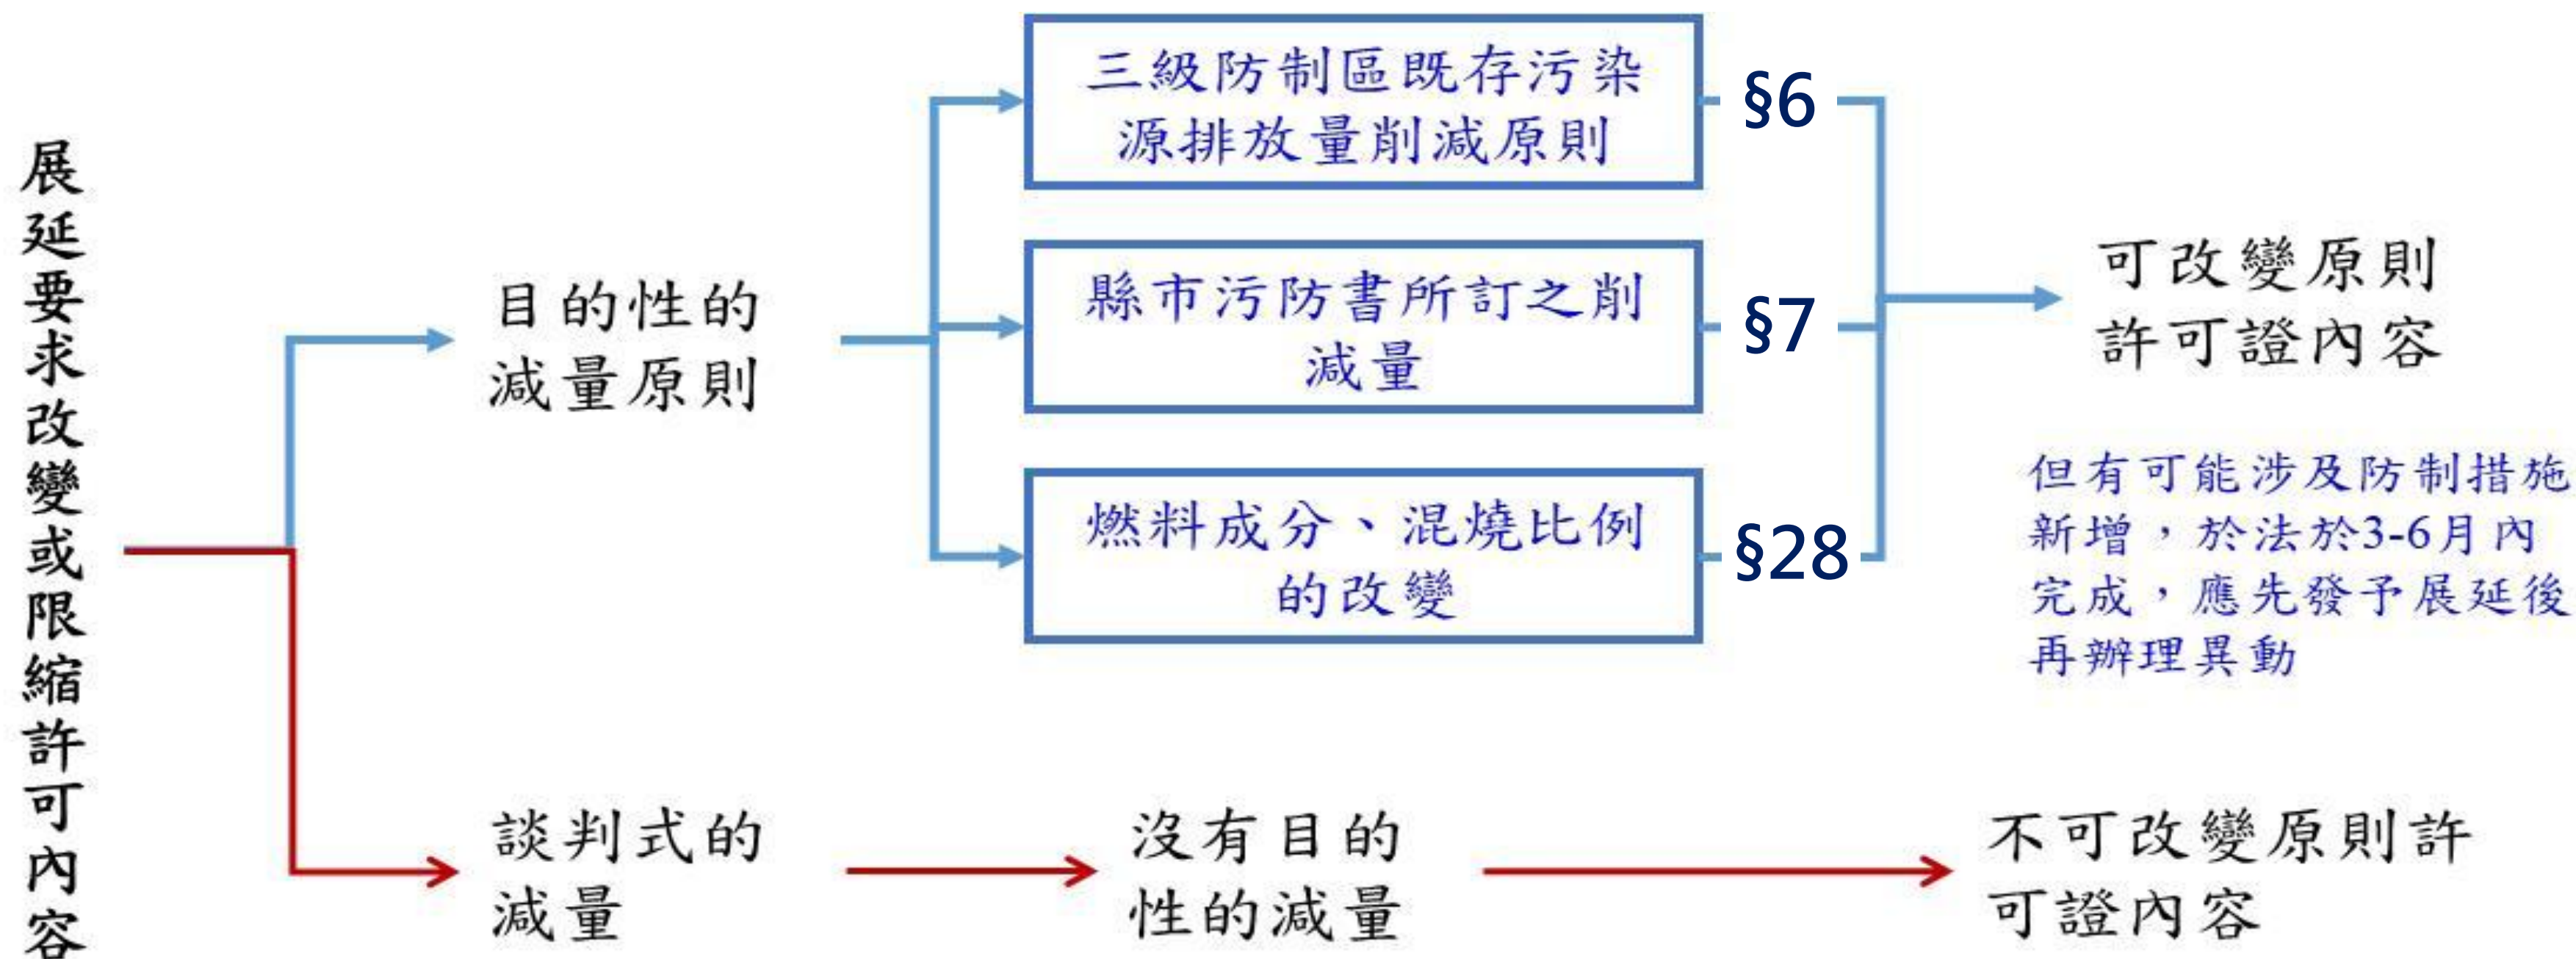 展延要求改變或限縮許可內容
目的性的
減量原則
三級防制區既存污染
源排放量削減原則
§6
縣市污防書所訂之削
減量
§7
燃料成分、混燒比例
的改變
§28
可改變原則
許可證內容
但有可能涉及防制措施
新增，於法於3-6月內
完成，應先發予展延後
再辦理異動
談判式的
減量
沒有目的
性的減量
不可改變原則許
可證內容